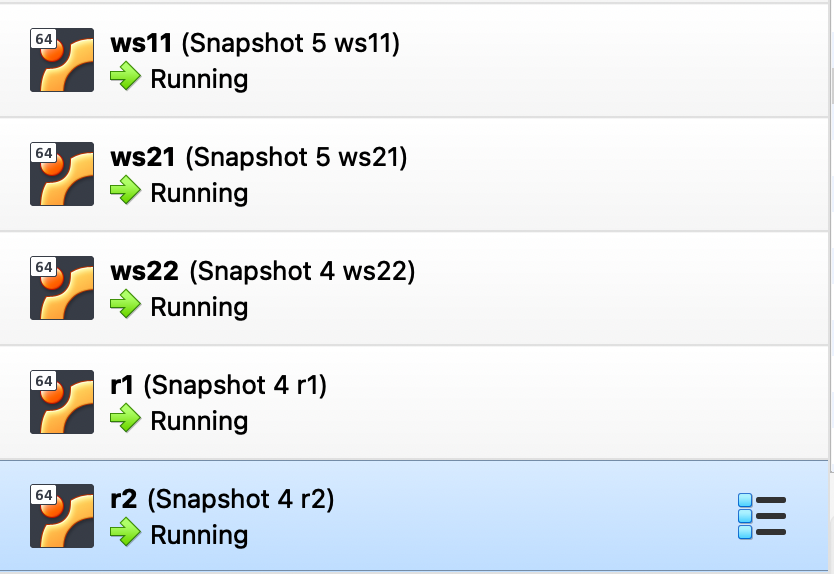 64
ws11 (Snapshot 5 ws11)
Running
64
ws21 (Snapshot 5 ws21)
Running
64
ws22 (Snapshot 4 ws22)
Running
64
r1 (Snapshot 4 r1)
Running
64
r2 (Snapshot 4 r2)
Running